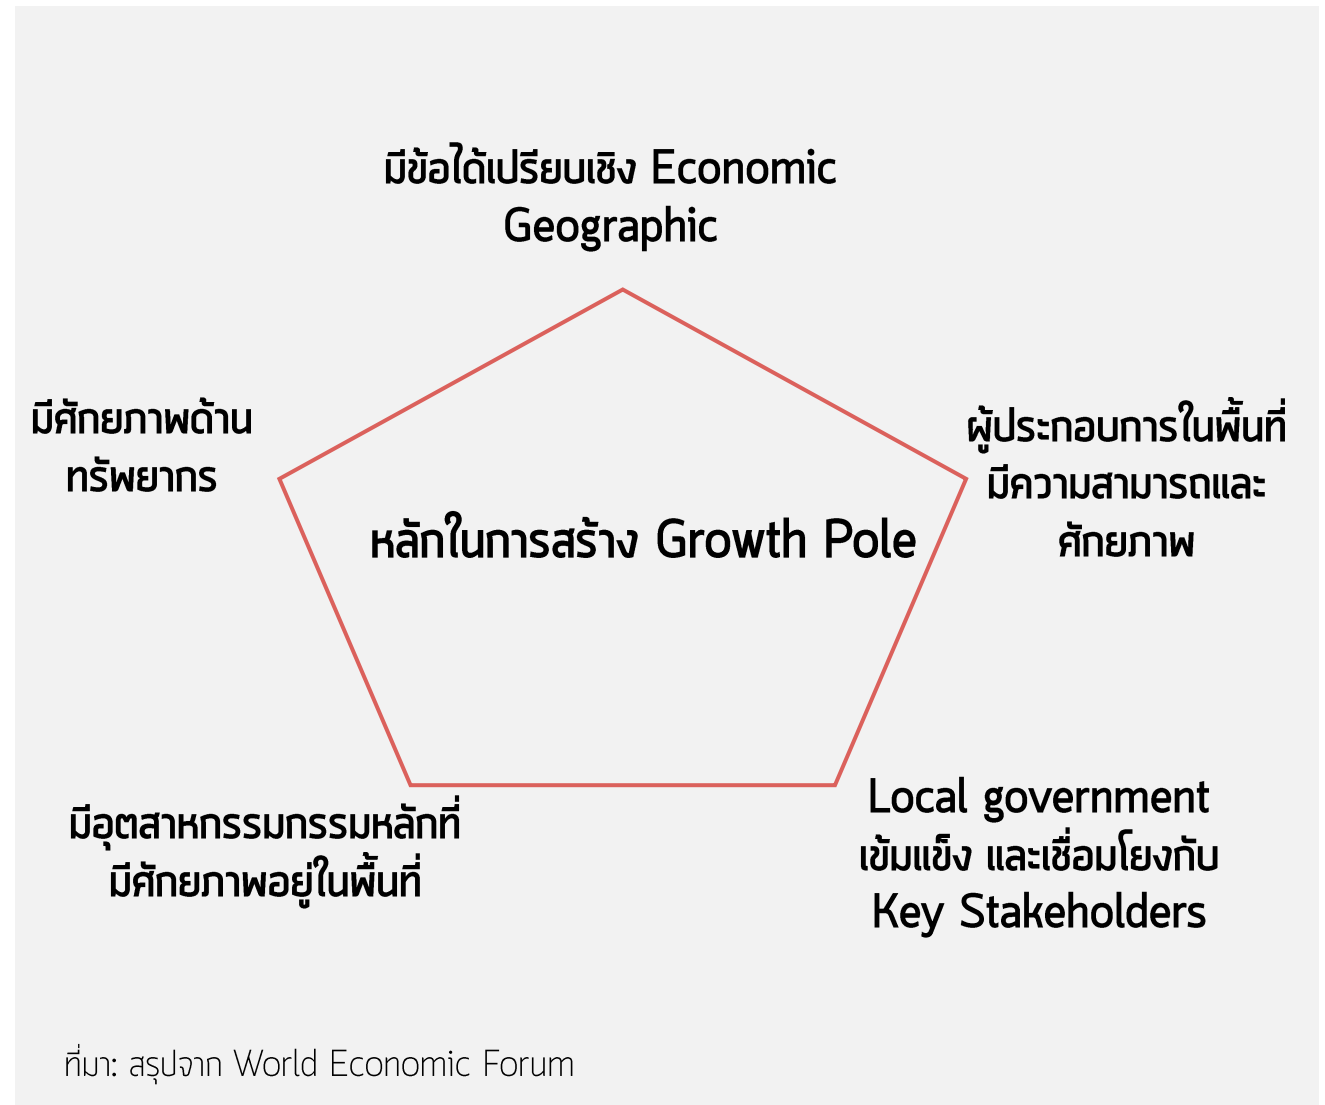 มีข้อได้เปรียบเชิง Economic
Geographic
มีศักยภาพด้าน
ทรัพยากร
ผู้ประกอบการในพื้นที่
มีความสามารถและ
ศักยภาพ
หลักในการสร้าง Growth Pole
มีอุตสาหกรรมกรรมหลักที่
มีศักยภาพอยู่ในพื้นที่
Local government
เข้มแข็ง และเชื่อมโยงกับ
Key Stakeholders
ที่มา: สรุปจาก World Economic Forum